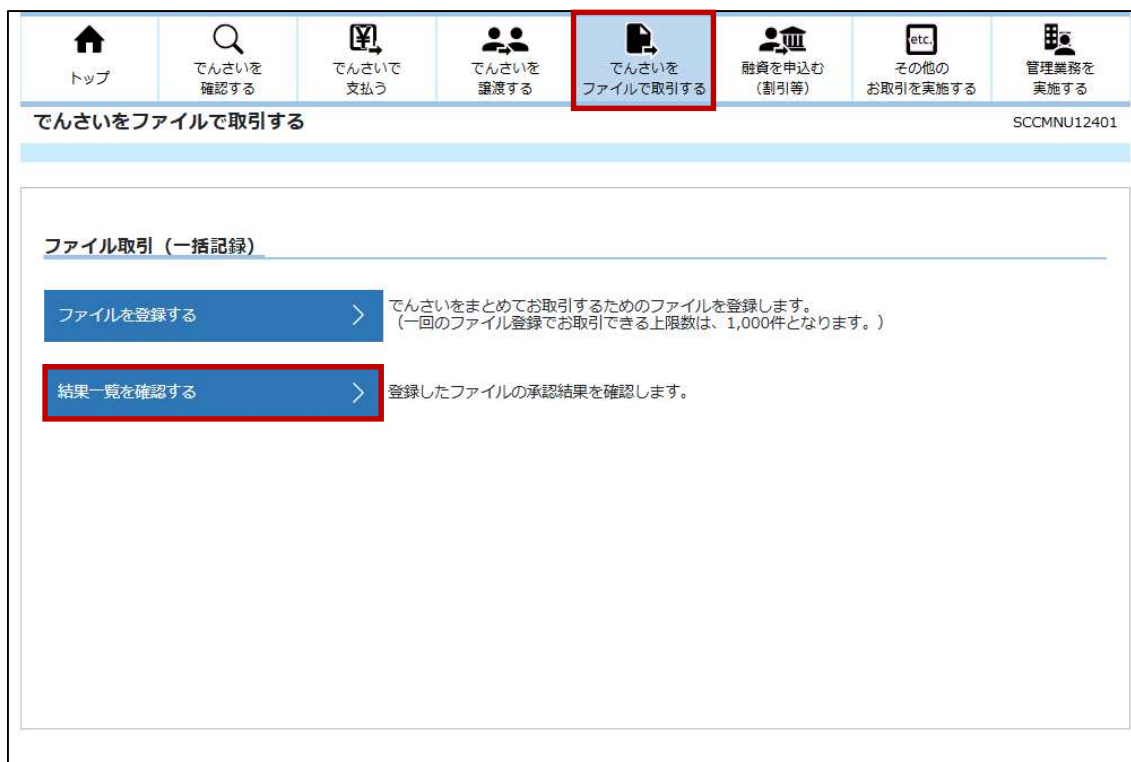 トップ
でんさいを
確認する
でんさいで
支払う
でんさいを
譲渡する
でんさいを
ファイルで取引する
融資を申込む
(割引等)
etc.
その他の
お取引を実施する
管理業務を
実施する
でんさいをファイルで取引する
SCCMNU12401
ファイル取引（一括記録）
ファイルを登録する
でんさいをまとめてお取引するためのファイルを登録します。
（一回のファイル登録でお取引できる上限数は、1,000件となります。）
結果一覧を確認する
登録したファイルの承認結果を確認します。